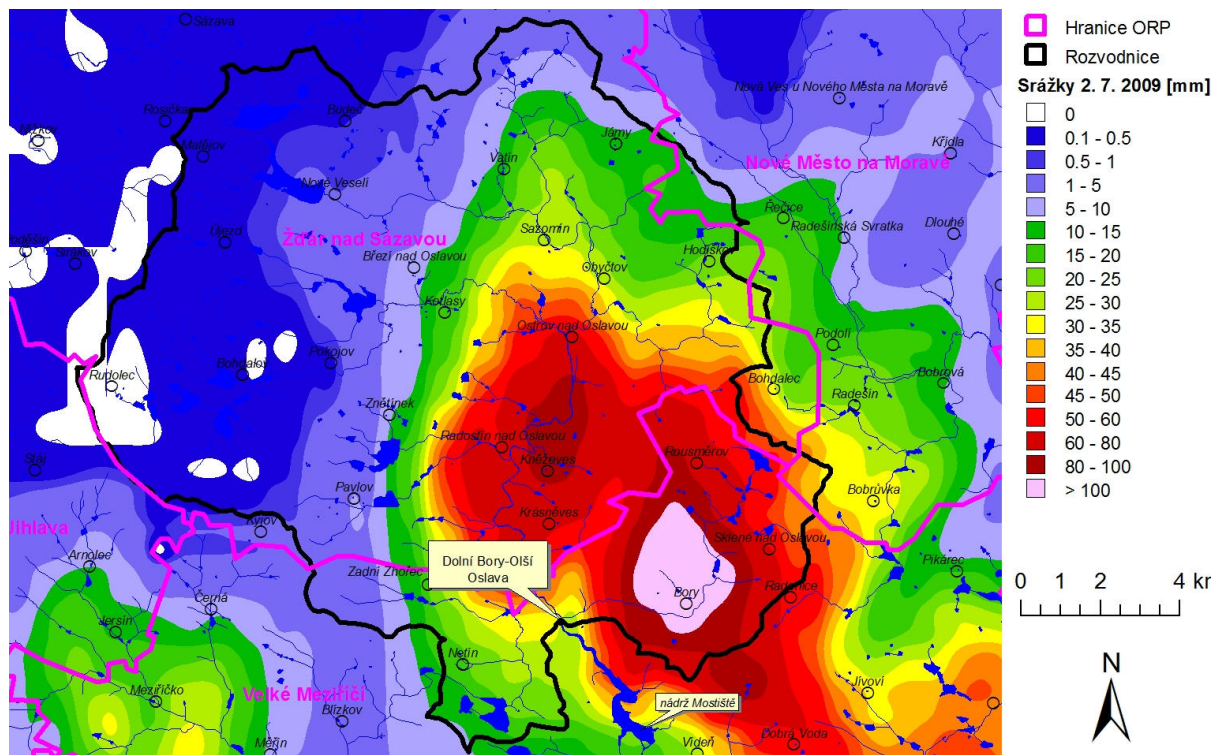 Sázava
Hranice ORP
Rozvodnice
Srážky 2. 7. 2009 [mm]
0
0.1 - 0.5
0.5 - 1
1 - 5
5 - 10
10 - 15
15 - 20
20 - 25
25 - 30
30 - 35
35 - 40
40 - 45
45 - 50
50 - 60
60 - 80
80 - 100
> 100
Nová Ves u Nového Města na Moravě
Rosička
Budeč
Matějov
Jámy
Vatín
Křídla
Nové Město na Moravě
Nové Veselí
Řečice
Radešínská Svratka
Dlouhé
Újezd
Žďár nad Sázavou
Sazomín
Hodíškov
Březí nad Oslavou
Obyčtov
Sirákov
Kotlasy
Ostrov nad Oslavou
Podolí
Pokojov
Bohdalov
Rudolec
Bohdalec
Bobrová
Radešín
Znětínek
Radostín nad Oslavou
Kněževes
Rousměrov
Stáj
Pavlov
Bobrůvka
Krásněves
Jihlava
Kyjov
Sklené nad Oslavou
Arnolec
Dolní Bory-Olší
Oslava
Zadní Zhořec
Pikárec
0 1 2 4
Radenice
Bory
Černá
Jersín
N
Netín
Velké Meziříčí
Meziříčko
Jívoví
nádrž Mostiště
Blízkov
Měřín
Vídeň
Dobrá Voda